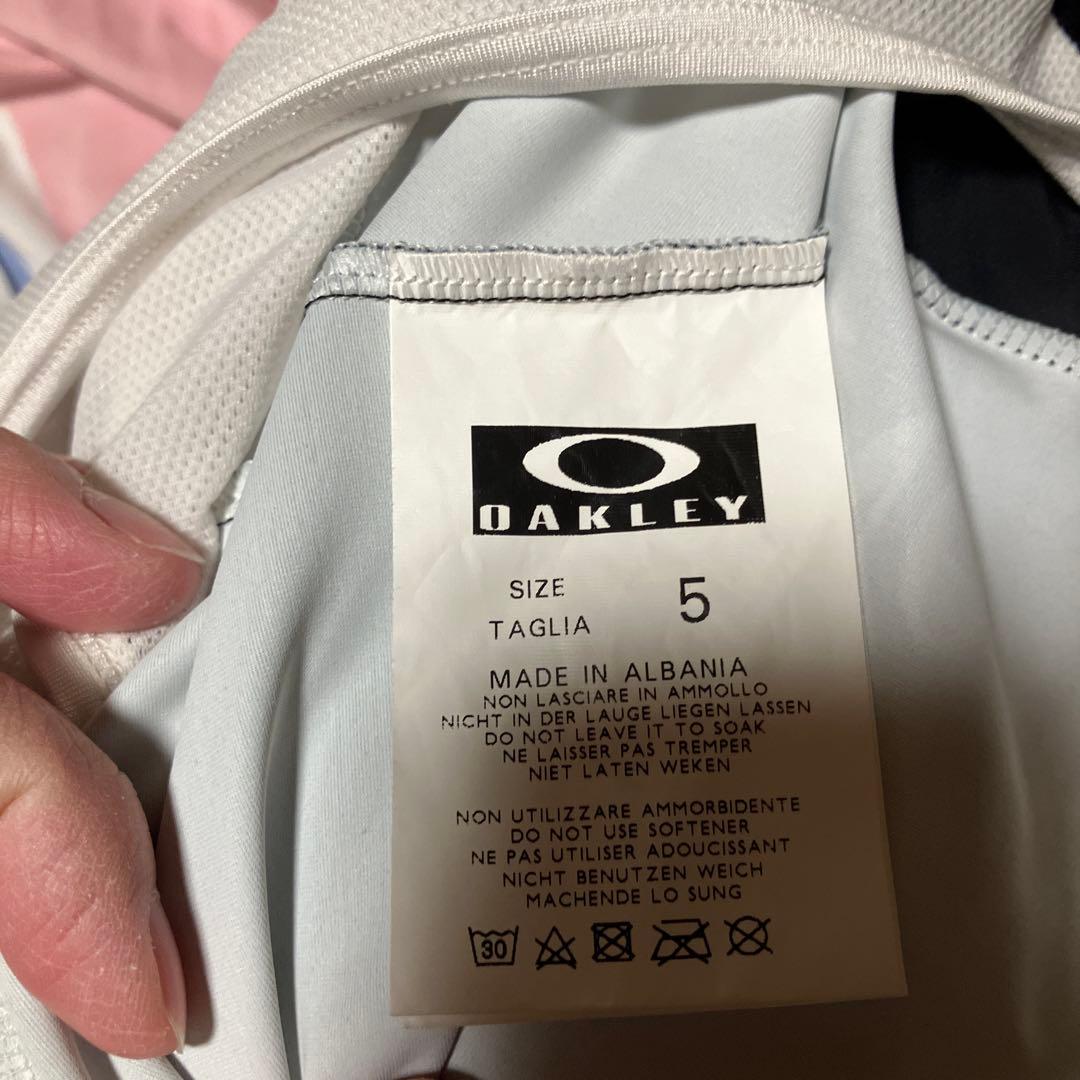 OAKLEY
SIZE 5
TAGLIA
MADE IN ALBANIA
NON LASCIARE IN AMMOLLO
NICHT IN DER LAUGE LIEGEN LASSEN
DO NOT LEAVE IT TO SOAK
NE LAISSER PAS TREMPER
NIET LATEN WEKEN
NON UTILIZZARE AMMORBIDENTE
DO NOT USE SOFTENER
NE PAS UTILISER ADOUCISSANT
NICHT BENUTZEN WEICH
MACHENDE LO SUNG
30